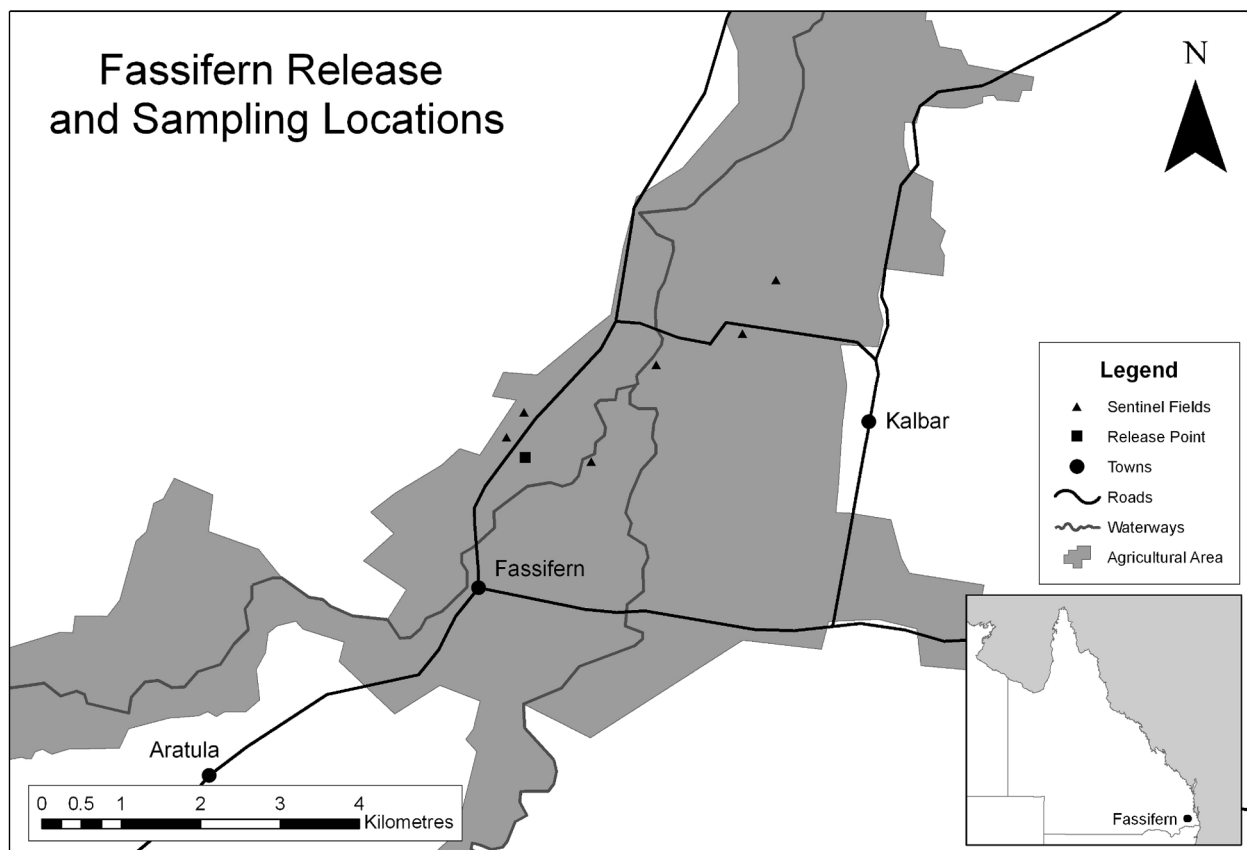 Fassifern Release
and Sampling Locations
N
Legend
Sentinel Fields
Release Point
Towns
Roads
Waterways
Agricultural Area
Kalbar
Fassifern
Aratula
0 0.5 1 2 3 4
Kilometres
Fassifern